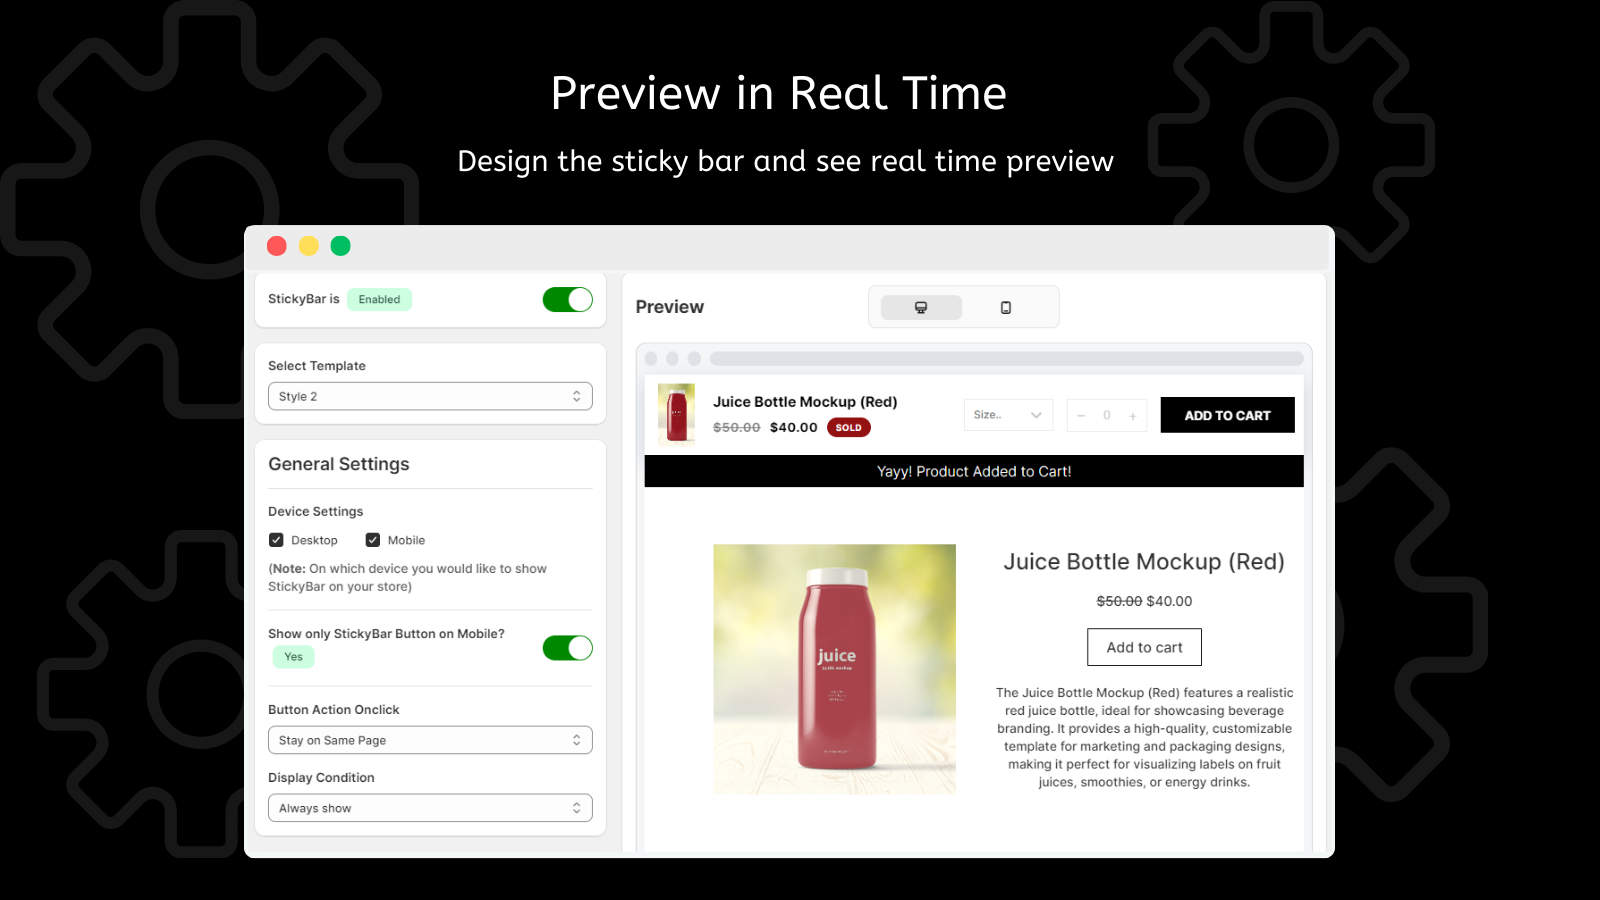 Preview in Real Time
Design the sticky bar and see real time preview
StickyBar is Enabled
Select Template
Style 2
General Settings
Device Settings
Desktop Mobile
(Note: On which device you would like to show
StickyBar on your store)
Show only StickyBar Button on Mobile?
Yes
Button Action Onclick
Stay on Same Page
Display Condition
Always show
Preview
Juice Bottle Mockup (Red)
$50.00 $40.00 SOLD
Size.. − 0 + ADD TO CART
Yayy! Product Added to Cart!
juice
bottle mockup
Juice Bottle Mockup (Red)
$50.00 $40.00
Add to cart
The Juice Bottle Mockup (Red) features a realistic
red juice bottle, ideal for showcasing beverage
branding. It provides a high-quality, customizable
template for marketing and packaging designs,
making it perfect for visualizing labels on fruit
juices, smoothies, or energy drinks.